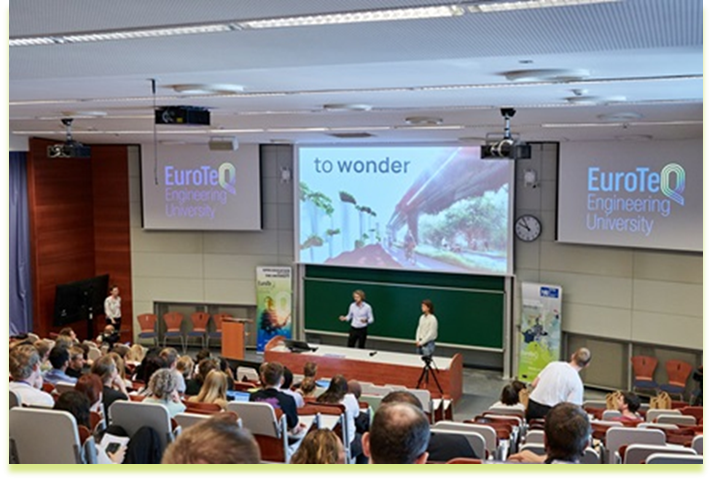 EuroTeQ
Engineering
University
to wonder
EuroTeQ
Engineering
University